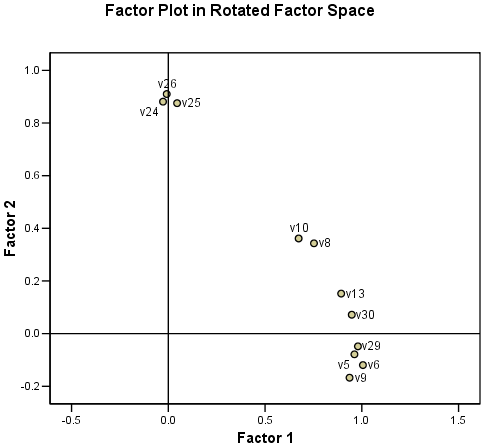 Factor Plot in Rotated Factor Space
1.0
0.8
0.6
0.4
0.2
0.0
-0.2
Factor 2
v26
v24
v25
v10
v8
v13
v30
v29
v5
v6
v9
-0.5
0.0
0.5
1.0
1.5
Factor 1